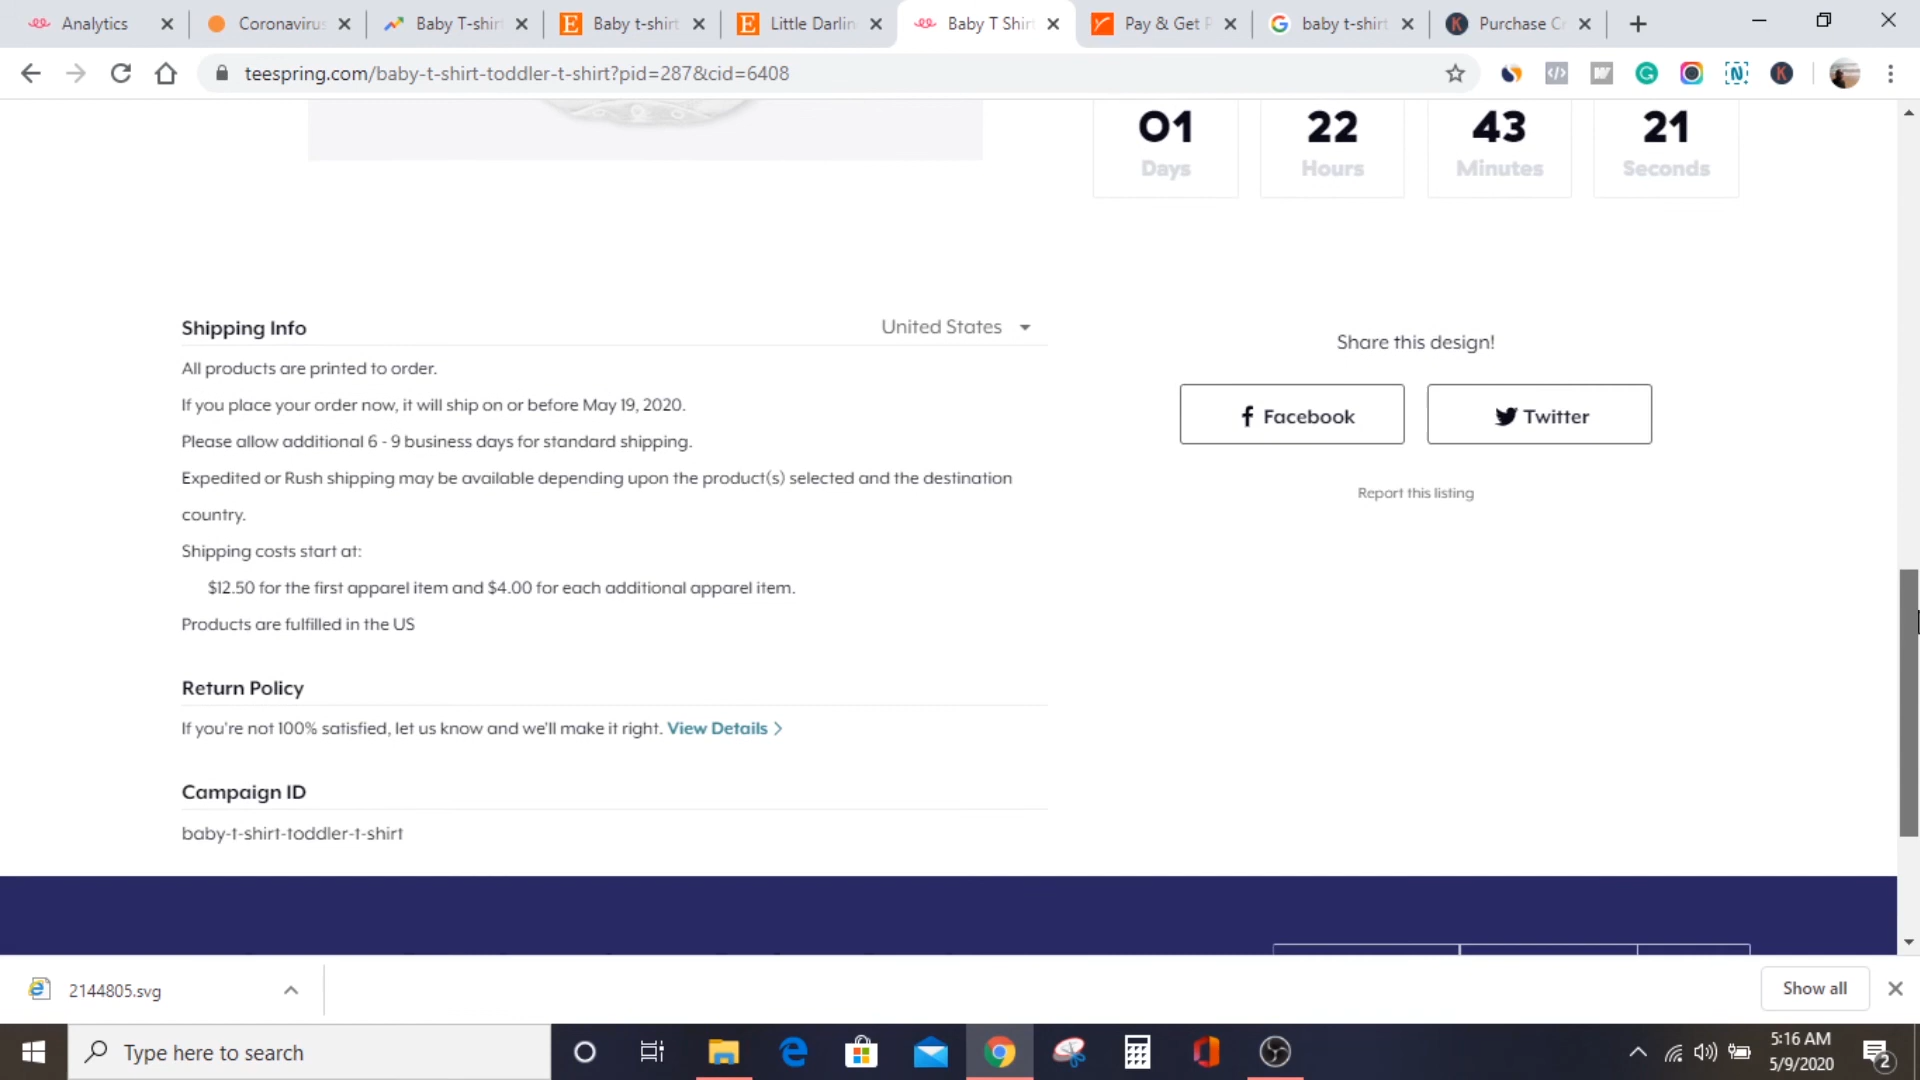 Analytics
Coronaviru
Baby T-shir
Baby t-shirt
Little Darlin
Baby T Shir
Pay & Get
baby t-shirt
Purchase C
teespring.com/baby-t-shirt-toddler-t-shirt?pid=287&cid=6408
01 22 43 21
Days Hours Minutes Seconds
Shipping Info
United States
All products are printed to order.
If you place your order now, it will ship on or before May 19, 2020.
Please allow additional 6 - 9 business days for standard shipping.
Expedited or Rush shipping may be available depending upon the product(s) selected and the destination
country.
Shipping costs start at:
$12.50 for the first apparel item and $4.00 for each additional apparel item.
Products are fulfilled in the US
Return Policy
If you're not 100% satisfied, let us know and we'll make it right. View Details >
Campaign ID
baby-t-shirt-toddler-t-shirt
Share this design!
Facebook
Twitter
Report this listing
2144805.svg
Show all
Type here to search
5:16 AM
5/9/2020
2